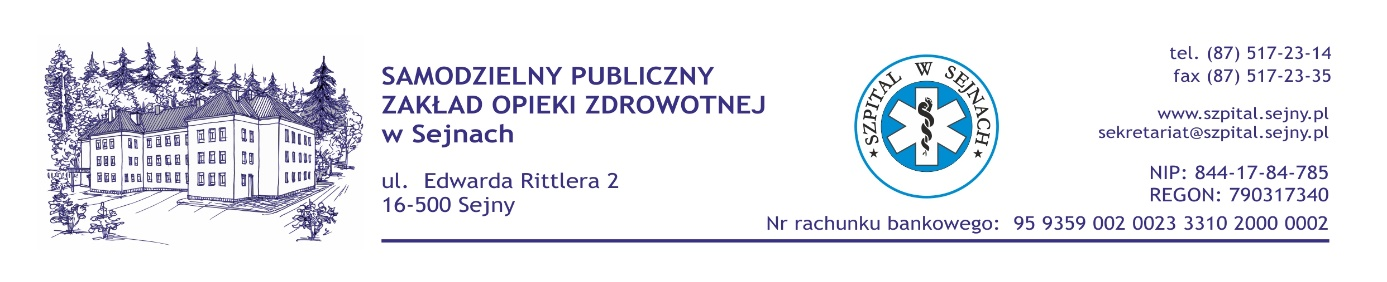 SAMODZIELNY PUBLICZNY
ZAKŁAD OPIEKI ZDROWOTNEJ
w Sejnach
ul. Edwarda Rittlera 2
16-500 Sejny
SZPITAL W SEJNACH
tel. (87) 517-23-14
fax (87) 517-23-35
www.szpital.sejny.pl
sekretariat@szpital.sejny.pl
NIP: 844-17-84-785
REGON: 790317340
Nr rachunku bankowego: 95 9359 002 0023 3310 2000 0002